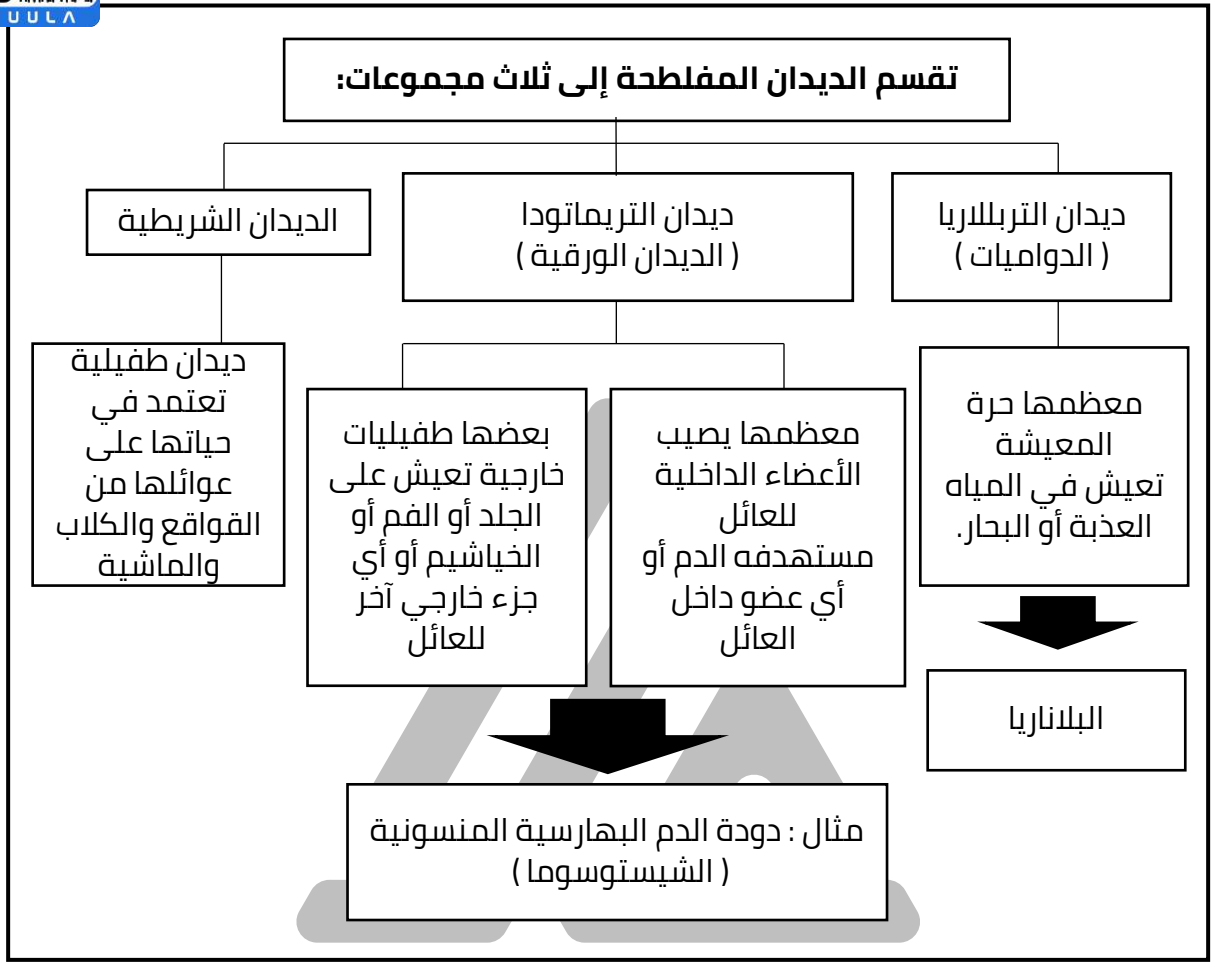 UULA
تقسم الديدان المفلطحة إلى ثلاث مجموعات:
ديدان التربللاريا
( الدواميات )
ديدان التريماتودا
( الديدان الورقية )
الديدان الشريطية
معظمها حرة
المعيشة
تعيش في المياه
العذبة أو البحار.
معظمها يصيب
الأعضاء الداخلية
للعائل
مستهدفه الدم أو
أي عضو داخل
العائل
بعضها طفيليات
خارجية تعيش على
الجلد أو الفم أو
الخياشيم أو أي
جزء خارجي آخر
للعائل
ديدان طفيلية
تعتمد في
حياتها على
عوائلها من
القواقع والكلاب
والماشية
البلاناريا
مثال : دودة الدم البهارسية المنسونية
( الشيستوسوما )